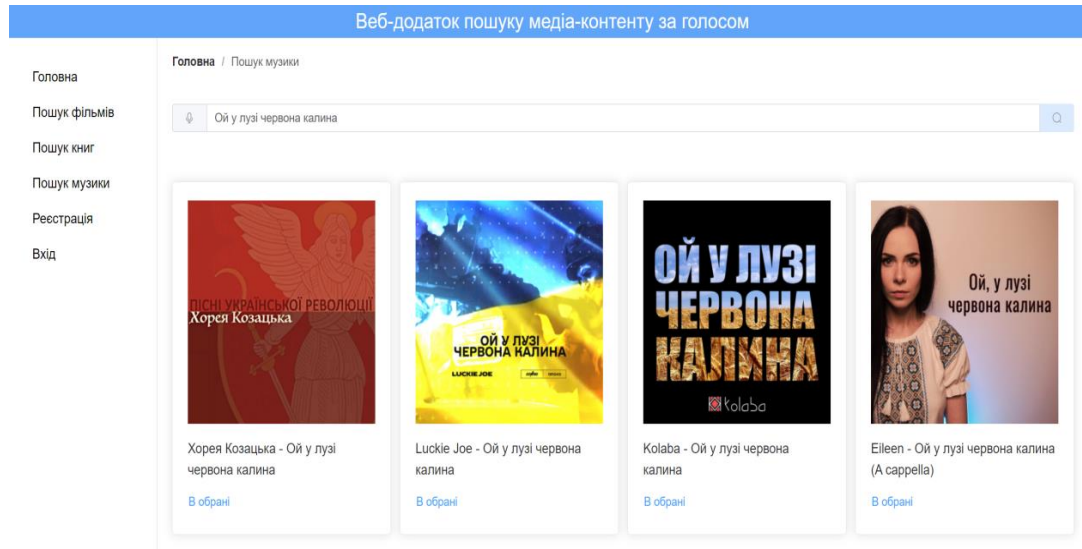 Веб-додаток пошуку медіа-контенту за голосом
Головна
Пошук фільмів
Пошук книг
Пошук музики
Реєстрація
Вхід
Головна / Пошук музики
Ой у лузі червона калина
ПІСНІ УКРАЇНСЬКОЇ РЕВОЛЮЦІЇ
Хорея Козацька
Хорея Козацька - Ой у лузі
червона калина
В обрані
ОЙ У ЛУЗІ
ЧЕРВОНА КАЛИНА
LUCKIE JOE
Luckie Joe - Ой у лузі червона
калина
В обрані
ОЙ У ЛУЗІ
ЧЕРВОНА
КАЛИНА
Kolaba
Kolaba - Ой у лузі червона
калина
В обрані
Ой, у лузі
червона калина
Eileen - Ой у лузі червона калина
(A cappella)
В обрані